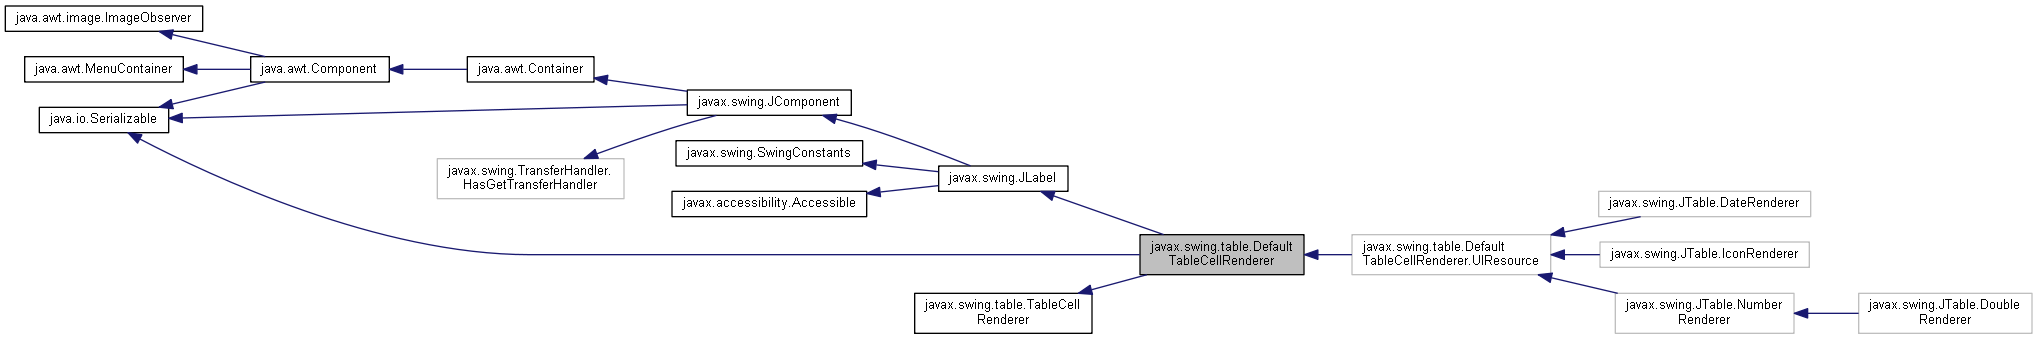 java.awt.image.ImageObserver
java.awt.MenuContainer
java.awt.Component
java.awt.Container
java.io.Serializable
javax.swing.JComponent
javax.swing.TransferHandler.
HasGetTransferHandler
javax.swing.SwingConstants
javax.accessibility.Accessible
javax.swing.JLabel
javax.swing.table.Default
TableCellRenderer
javax.swing.table.TableCell
Renderer
javax.swing.table.Default
TableCellRenderer.UIResource
javax.swing.JTable.DateRenderer
javax.swing.JTable.IconRenderer
javax.swing.JTable.Number
Renderer
javax.swing.JTable.Double
Renderer